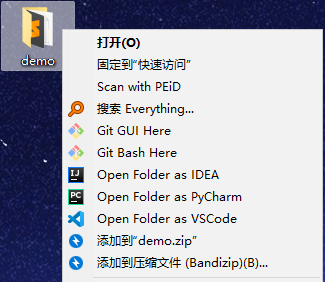 demo
打开(O)
固定到"快速访问"
Scan with PEiD
搜索 Everything...
Git GUI Here
Git Bash Here
IJ Open Folder as IDEA
PC Open Folder as PyCharm
Open Folder as VSCode
添加到"demo.zip"
添加到压缩文件 (Bandizip)(B)...